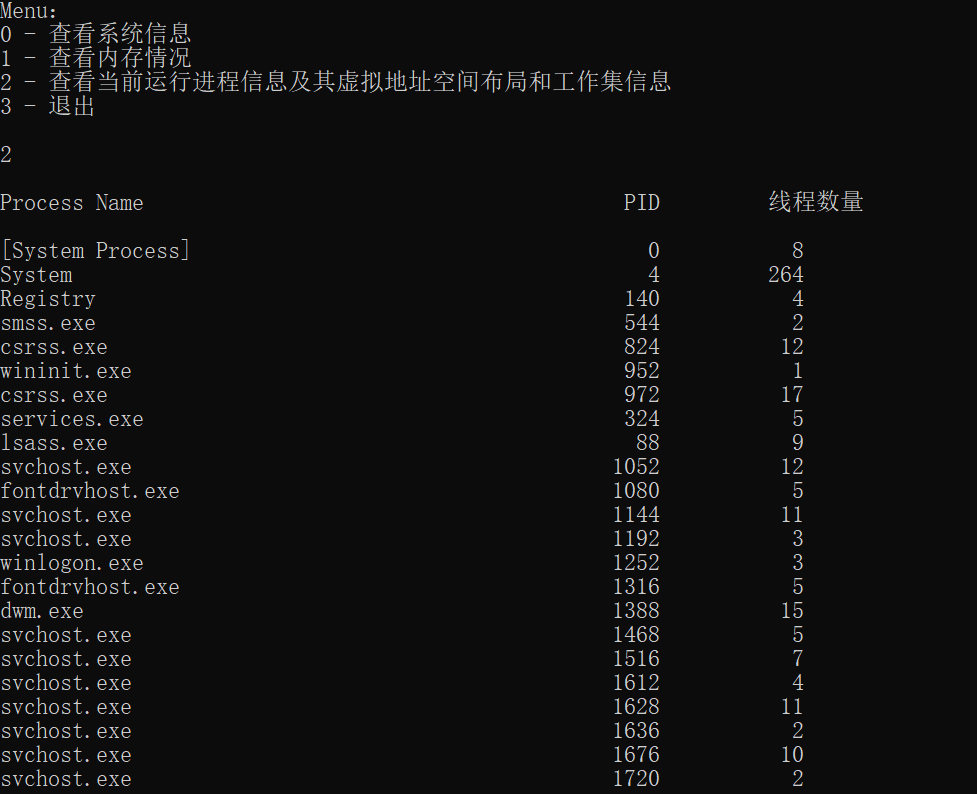 Menu:
0 - 查看系统信息
1 - 查看内存情况
2 - 查看当前运行进程信息及其虚拟地址空间布局和工作集信息
3 - 退出
2
Process Name PID 线程数量
[System Process] 0 8
System 4 264
Registry 140 4
smss.exe 544 2
csrss.exe 824 12
wininit.exe 952 1
csrss.exe 972 17
services.exe 324 5
lsass.exe 88 9
svchost.exe 1052 12
fontdrvhost.exe 1080 5
svchost.exe 1144 11
svchost.exe 1192 3
winlogon.exe 1252 3
fontdrvhost.exe 1316 5
dwm.exe 1388 15
svchost.exe 1468 5
svchost.exe 1516 7
svchost.exe 1612 4
svchost.exe 1628 11
svchost.exe 1636 2
svchost.exe 1676 10
svchost.exe 1720 2